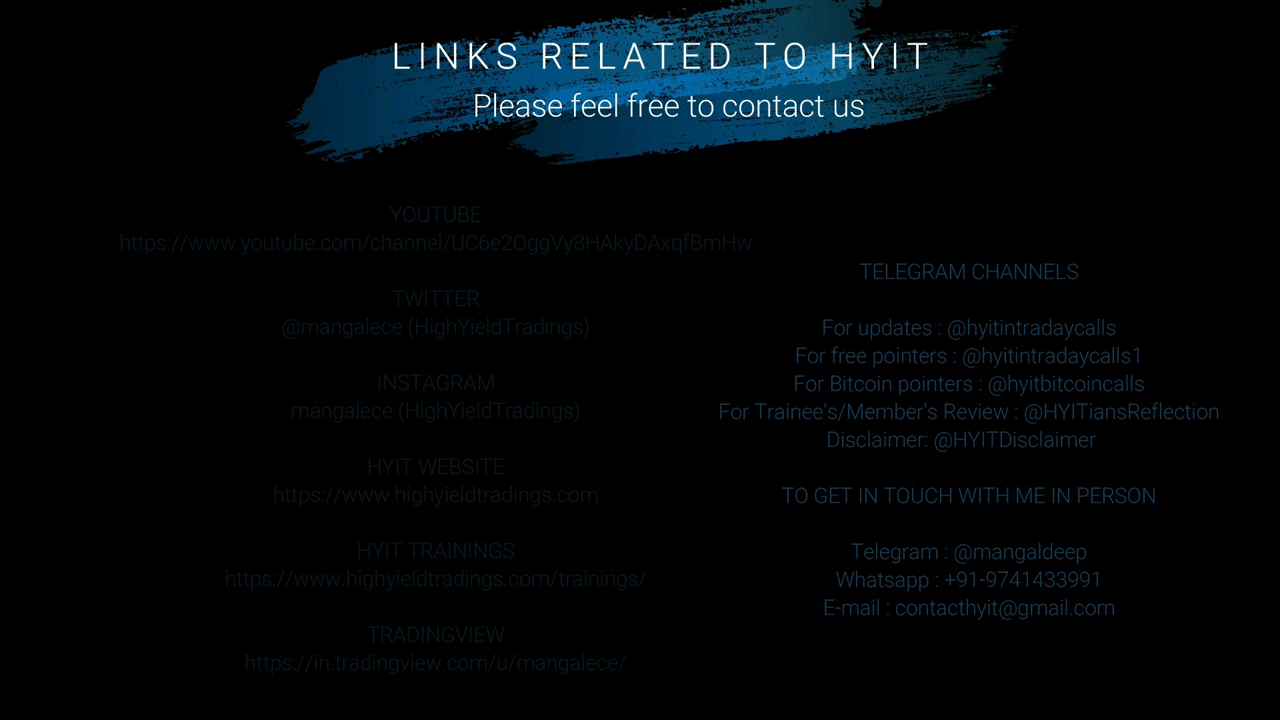 LINKS RELATED TO HYIT
Please feel free to contact us
YOUTUBE
https://www.youtube.com/channel/UC6e2OggVy8HAkyDAxqfBmHw
TWITTER
@mangalece (HighYieldTradings)
INSTAGRAM
mangalece (HighYieldTradings)
HYIT WEBSITE
https://www.highyieldtradings.com
HYIT TRAININGS
https://www.highyieldtradings.com/trainings/
TRADINGVIEW
https://in.tradingview.com/u/mangalece/
TELEGRAM CHANNELS
For updates : @hyitintradaycalls
For free pointers : @hyitintradaycalls1
For Bitcoin pointers : @hyitbitcoincalls
For Trainee's/Member's Review : @HYITiansReflection
Disclaimer: @HYITDisclaimer
TO GET IN TOUCH WITH ME IN PERSON
Telegram : @mangaldeep
Whatsapp : +91-9741433991
E-mail : contacthyit@gmail.com